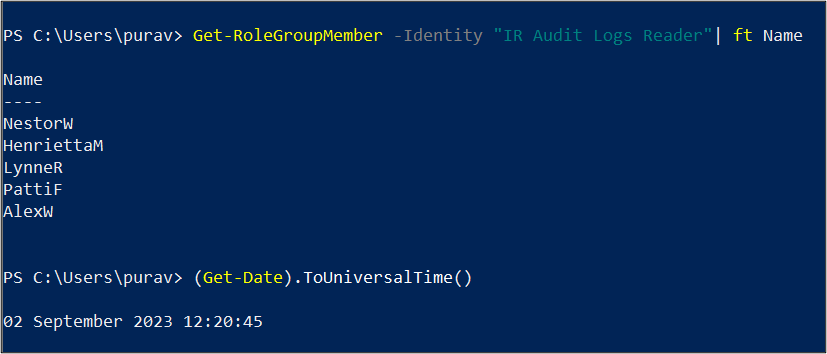 PS C:\Users\purav> Get-RoleGroupMember -Identity "IR Audit Logs Reader"| ft Name
Name
----
NestorW
HenriettaM
LynneR
PattiF
AlexW
PS C:\Users\purav> (Get-Date).ToUniversalTime()
02 September 2023 12:20:45